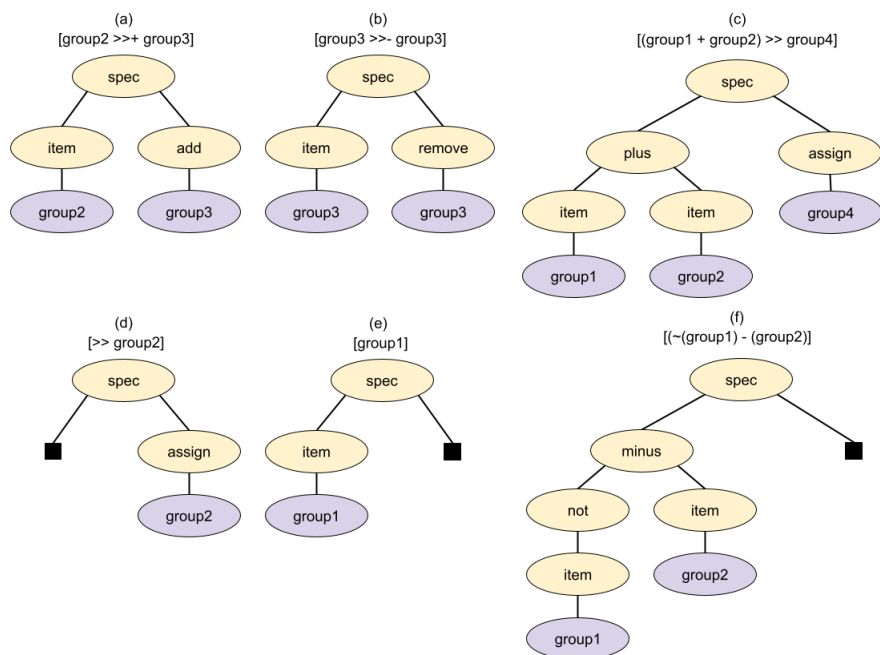 (a)
[group2 >>+ group3]
spec
item
add
group2
group3
(b)
[group3 >>- group3]
spec
item
remove
group3
group3
(c)
[(group1 + group2) >> group4]
spec
plus
assign
item
item
group4
group1
group2
(d)
[>> group2]
spec
assign
group2
(e)
[group1]
spec
item
group1
(f)
[(~(group1) - (group2)]
spec
minus
not
item
item
group2
group1